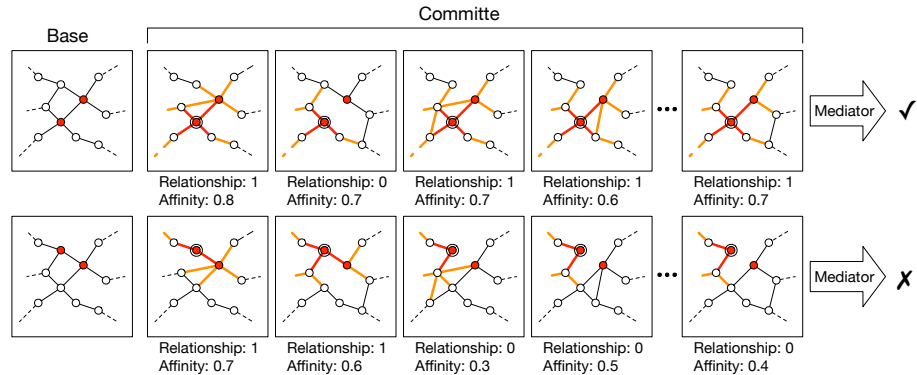 Committe
Base
Relationship: 1
Affinity: 0.8
Relationship: 0
Affinity: 0.7
Relationship: 1
Affinity: 0.7
Relationship: 1
Affinity: 0.6
•••
Relationship: 1
Affinity: 0.7
Mediator
✓
Relationship: 1
Affinity: 0.7
Relationship: 1
Affinity: 0.6
Relationship: 0
Affinity: 0.3
Relationship: 0
Affinity: 0.5
•••
Relationship: 0
Affinity: 0.4
Mediator
✗